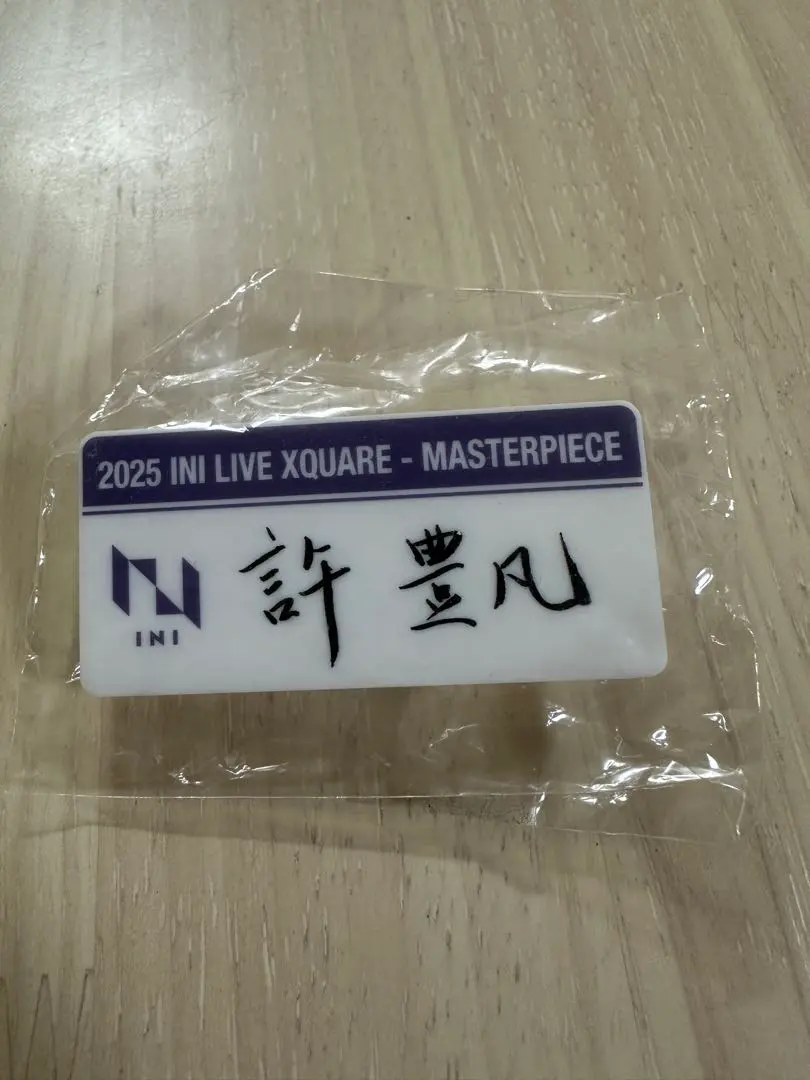 2025 INI LIVE XQUARE - MASTERPIECE
許 豊凡
INI